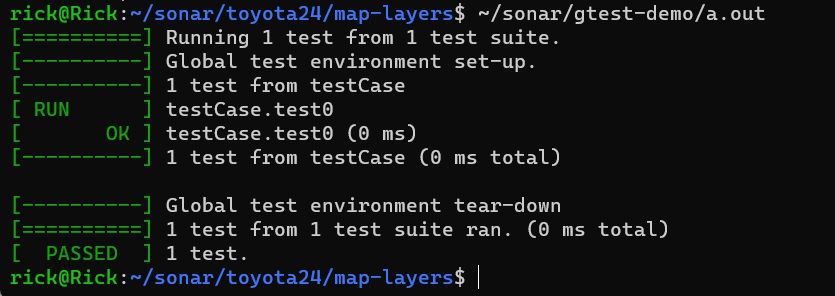 rick@Rick:~/sonar/toyota24/map-layers$ ~/sonar/gtest-demo/a.out
[==========] Running 1 test from 1 test suite.
[----------] Global test environment set-up.
[----------] 1 test from testCase
[ RUN      ] testCase.test0
[       OK ] testCase.test0 (0 ms)
[----------] 1 test from testCase (0 ms total)

[----------] Global test environment tear-down
[==========] 1 test from 1 test suite ran. (0 ms total)
[  PASSED  ] 1 test.
rick@Rick:~/sonar/toyota24/map-layers$